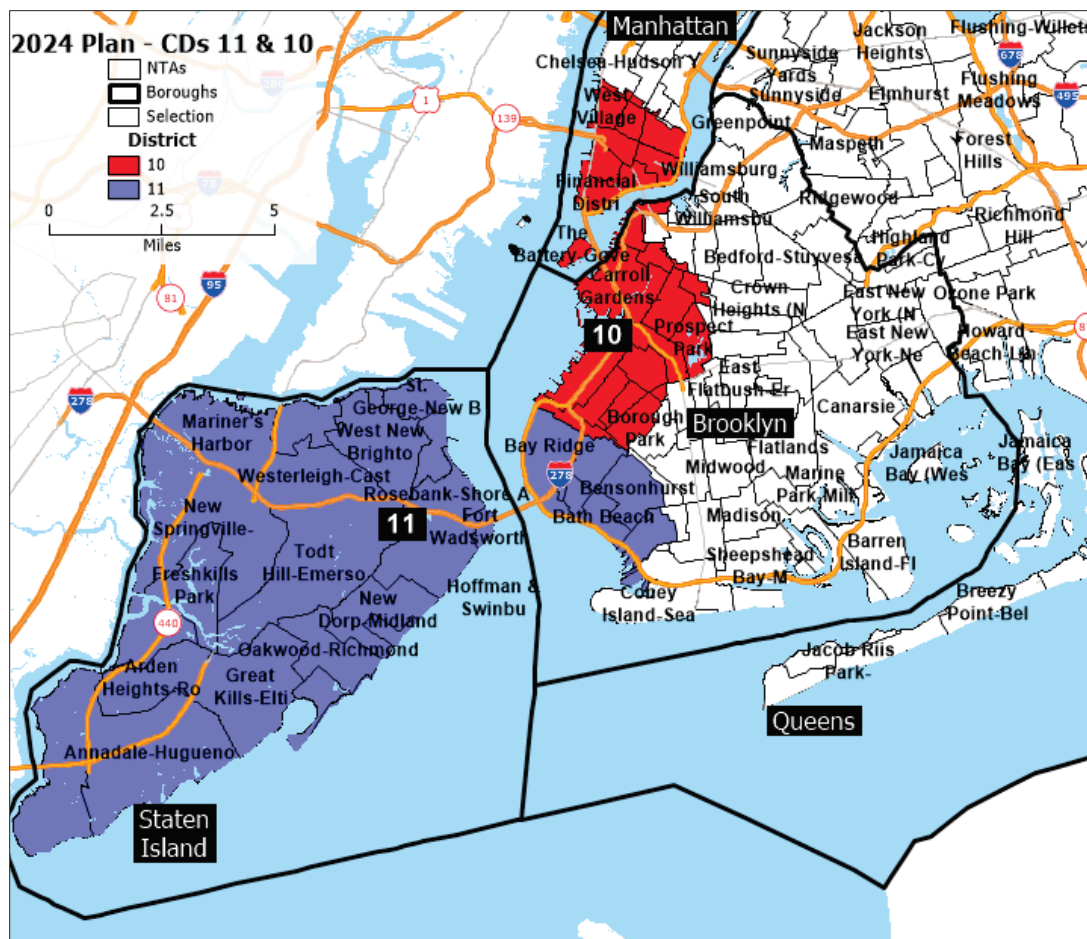 2024 Plan - CDs 11 & 10
NTAs
Boroughs
Selection
District
10
11
0
2.5
5
Miles
Manhattan
Chelsea-Hudson Y
West
Village
Financial
Distri
The
Battery-Gove
Sunnyside
Yards
Sunnyside
(
Jackson
Heights
Flushing-Willets
678
495
Elmhurst
Flushing
Meadows
Greenpoint
Maspeth
Forest
Hills
Williamsburg
South
Williamsbu
Ridgewood
Richmond
Hill
Highland
Park-C
Bedford-Stuyvesa
Carroll
Gardens-
Crown
Heights (N
East New
York (N
Ozone Park
10
Prospect
Park
East New
York-Ne
Howard
Beach-Lin
East
Flatbush-Er
Borough
Park
Brooklyn
Canarsie
Flatlands
Bay Ridge
278
Midwood
Marine
Park-Mill
Jamaica
Bay (Wes
Jamaica
Bay (Eas
Bensonhurst
Bath Beach
Madison
Sheepshead
Bay-M
Barren
Island-Fl
Coney
Island-Sea
Breezy
Point-Bel
Jacob Riis
Park-
Queens
1
139
280
78
95
81
278
St.
George-New B
Mariner's
Harbor
West New
Brighto
Westerleigh-Cast
Rosebank-Shore A
11
Fort
Wadsworth
New
Springville-
Todt
Hill-Emerso
Freshkills
Park
Hoffman &
Swinbu
New
Dorp-Midland
440
Oakwood-Richmond
Arden
Heights-Ro
Great
Kills-Elti
Annadale-Hugueno
Staten
Island